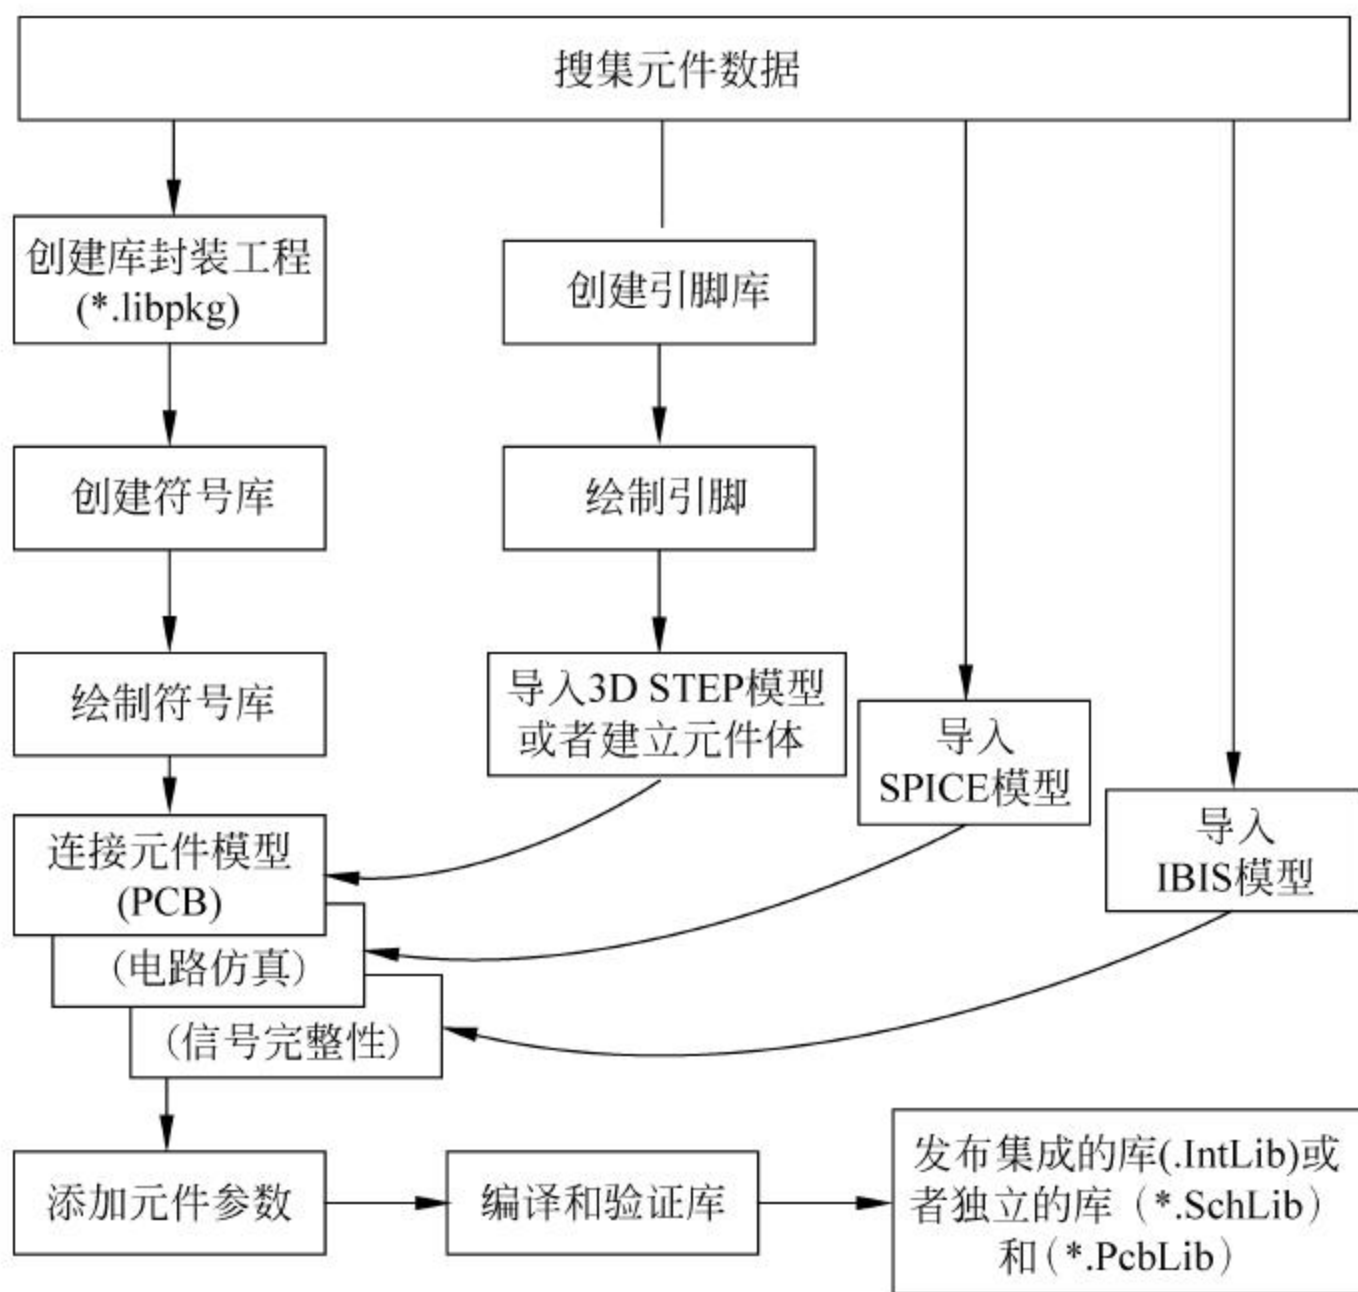 搜集元件数据
创建库封装工程
(*.libpkg)
创建引脚库
创建符号库
绘制引脚
绘制符号库
导入3D STEP模型
或者建立元件体
导入
SPICE模型
导入
IBIS模型
连接元件模型
(PCB)
(电路仿真)
(信号完整性)
添加元件参数
编译和验证库
发布集成的库(.IntLib)或
者独立的库（*.SchLib）
和(*.PcbLib）